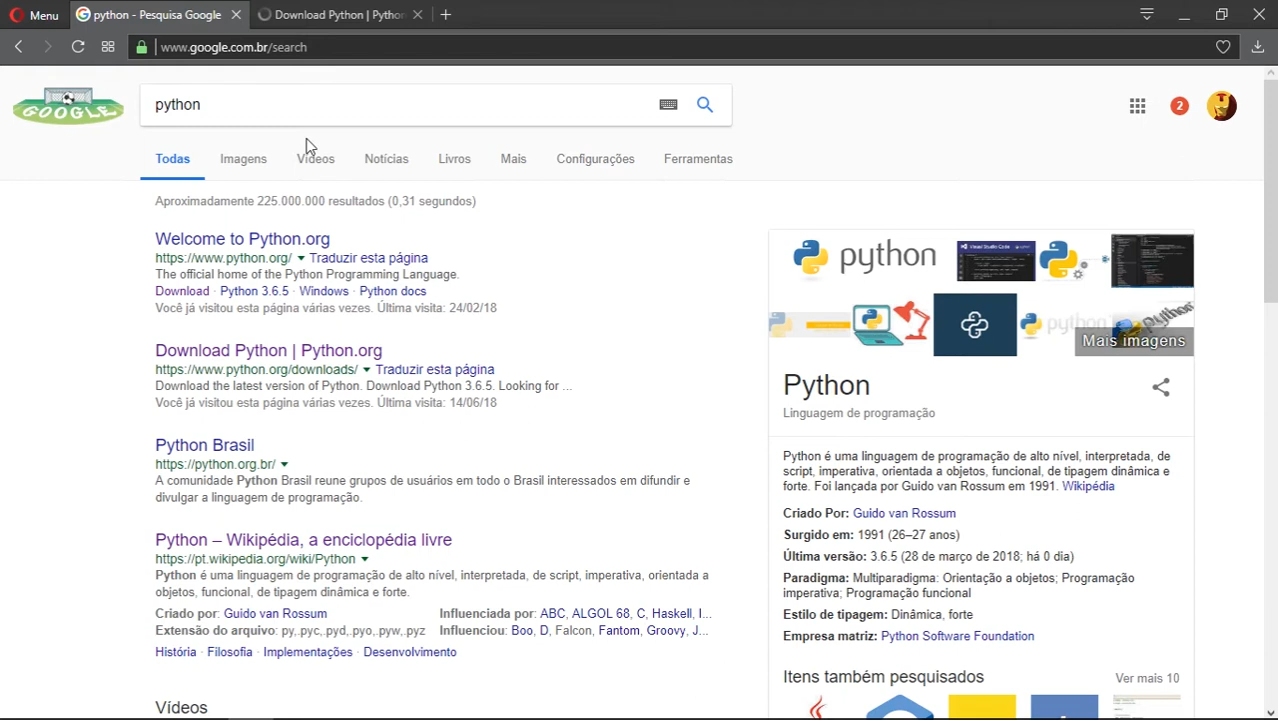 Menu
python - Pesquisa Google
Download Python | Python
www.google.com.br/search
GOOGLE
python
2
Todas Imagens Vídeos Notícias Livros Mais Configurações Ferramentas
Aproximadamente 225.000.000 resultados (0,31 segundos)
Welcome to Python.org
https://www.python.org/ Traduzir esta página
The official home of the Python Programming Language.
Download · Python 3.6.5 · Windows · Python docs
Você já visitou esta página várias vezes. Última visita: 24/02/18
Download Python | Python.org
https://www.python.org/downloads/ Traduzir esta página
Download the latest version of Python. Download Python 3.6.5. Looking for ...
Você já visitou esta página várias vezes. Última visita: 14/06/18
Python Brasil
https://python.org.br/
A comunidade Python Brasil reune grupos de usuários em todo o Brasil interessados em difundir e
divulgar a linguagem de programação.
Python – Wikipédia, a enciclopédia livre
https://pt.wikipedia.org/wiki/Python
Python é uma linguagem de programação de alto nível, interpretada, de script, imperativa, orientada a
objetos, funcional, de tipagem dinâmica e forte.
Criado por: Guido van Rossum Influenciada por: ABC, ALGOL 68, C, Haskell, I...
Extensão do arquivo: py,.pyc,.pyd,.pyo,.pyw,.pyz Influenciou: Boo, D, Falcon, Fantom, Groovy, J...
História · Filosofia · Implementações · Desenvolvimento
Vídeos
python
python
Python
Mais imagens
Python
Linguagem de programação
Python é uma linguagem de programação de alto nível, interpretada, de
script, imperativa, orientada a objetos, funcional, de tipagem dinâmica e
forte. Foi lançada por Guido van Rossum em 1991. Wikipédia
Criado Por: Guido van Rossum
Surgido em: 1991 (26–27 anos)
Última versão: 3.6.5 (28 de março de 2018; há 0 dia)
Paradigma: Multiparadigma: Orientação a objetos; Programação
imperativa; Programação funcional
Estilo de tipagem: Dinâmica, forte
Empresa matriz: Python Software Foundation
Itens também pesquisados Ver mais 10